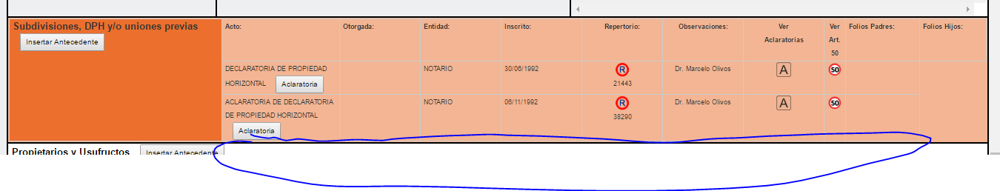 Subdivisiones, DPH y/o uniones previas
Insertar Antecedente
Acto: Otorgada: Entidad: Inscrito: Repertorio: Observaciones: Ver Aclaratorias Ver Art. 50 Folios Padres: Folios Hijos:
DECLARATORIA DE PROPIEDAD HORIZONTAL Aclaratoria NOTARIO 30/06/1992 R 21443 Dr. Marcelo Olivos A 50
ACLARATORIA DE DECLARATORIA DE PROPIEDAD HORIZONTAL Aclaratoria NOTARIO 06/11/1992 R 38290 Dr. Marcelo Olivos A 50
Propietarios y Usufructos Insertar Antecedente